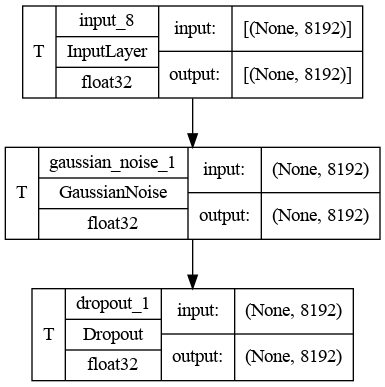 T
input_8
InputLayer
float32
input:
[(None, 8192)]
output:
[(None, 8192)]
T
gaussian_noise_1
GaussianNoise
float32
input:
(None, 8192)
output:
(None, 8192)
T
dropout_1
Dropout
float32
input:
(None, 8192)
output:
(None, 8192)